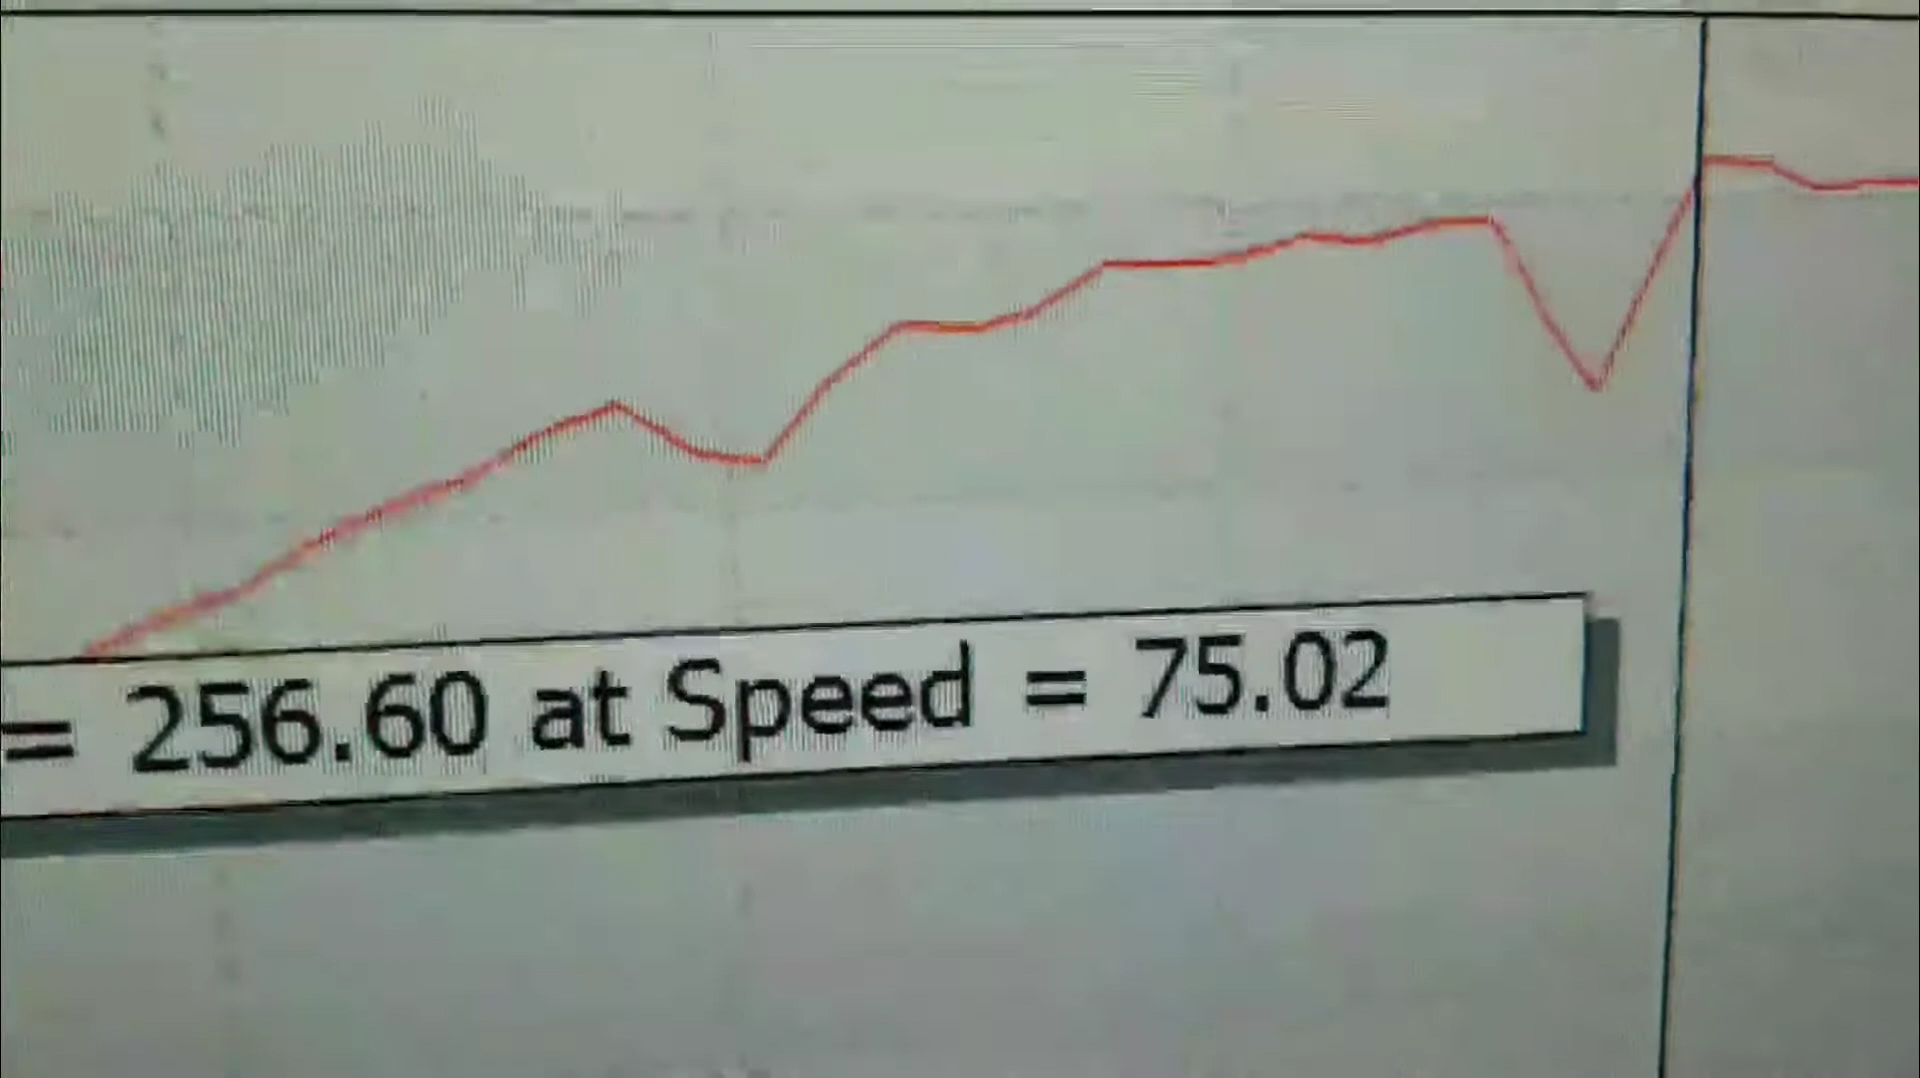 = 256.60 at Speed = 75.02